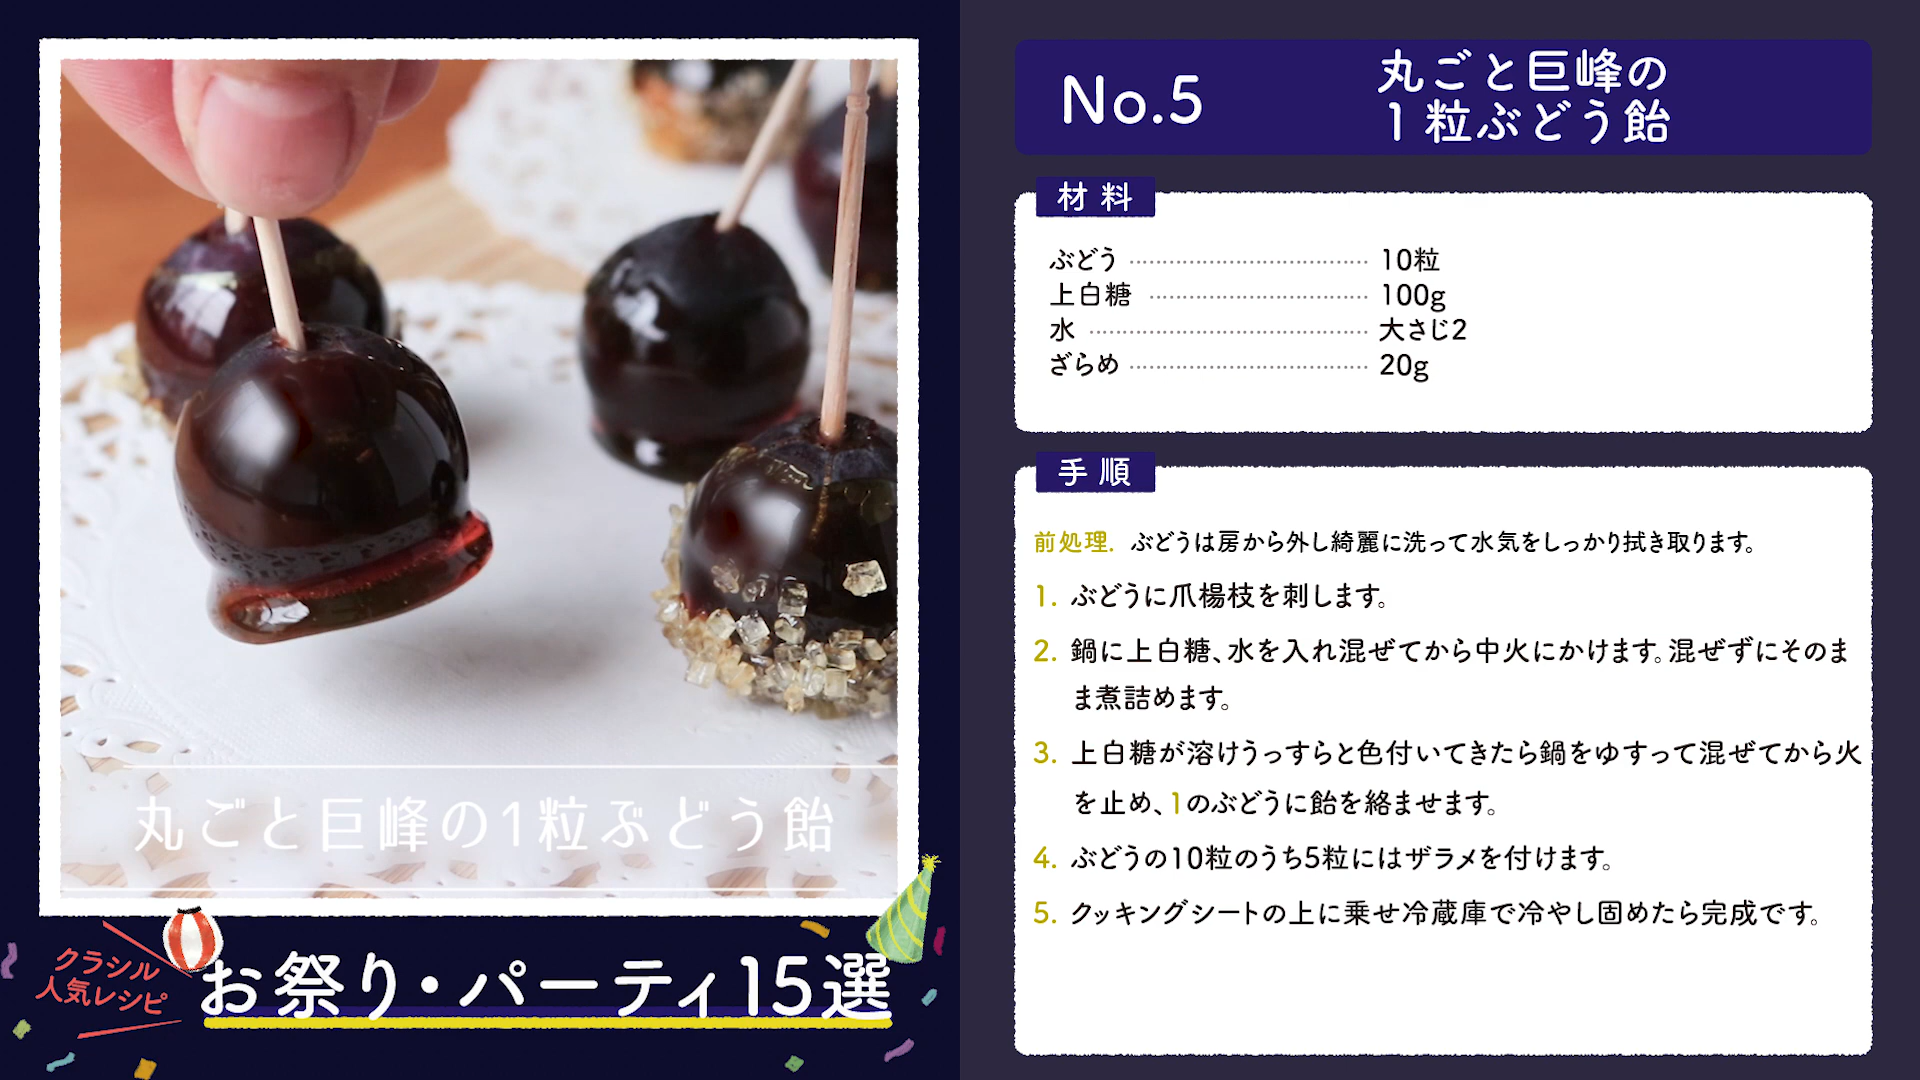 丸ごと巨峰の1粒ぶどう飴
クラシル
人気レシピ
お祭り・パーティ15選
No.5
丸ごと巨峰の
1粒ぶどう飴
材料
ぶどう 10粒
上白糖 100g
水 大さじ2
ざらめ 20g
手順
前処理. ぶどうは房から外し綺麗に洗って水気をしっかり拭き取ります。
1. ぶどうに爪楊枝を刺します。
2. 鍋に上白糖、水を入れ混ぜてから中火にかけます。混ぜずにそのま
ま煮詰めます。
3. 上白糖が溶けうっすらと色付いてきたら鍋をゆすって混ぜてから火
を止め、1のぶどうに飴を絡ませます。
4. ぶどうの10粒のうち5粒にはザラメを付けます。
5. クッキングシートの上に乗せ冷蔵庫で冷やし固めたら完成です。